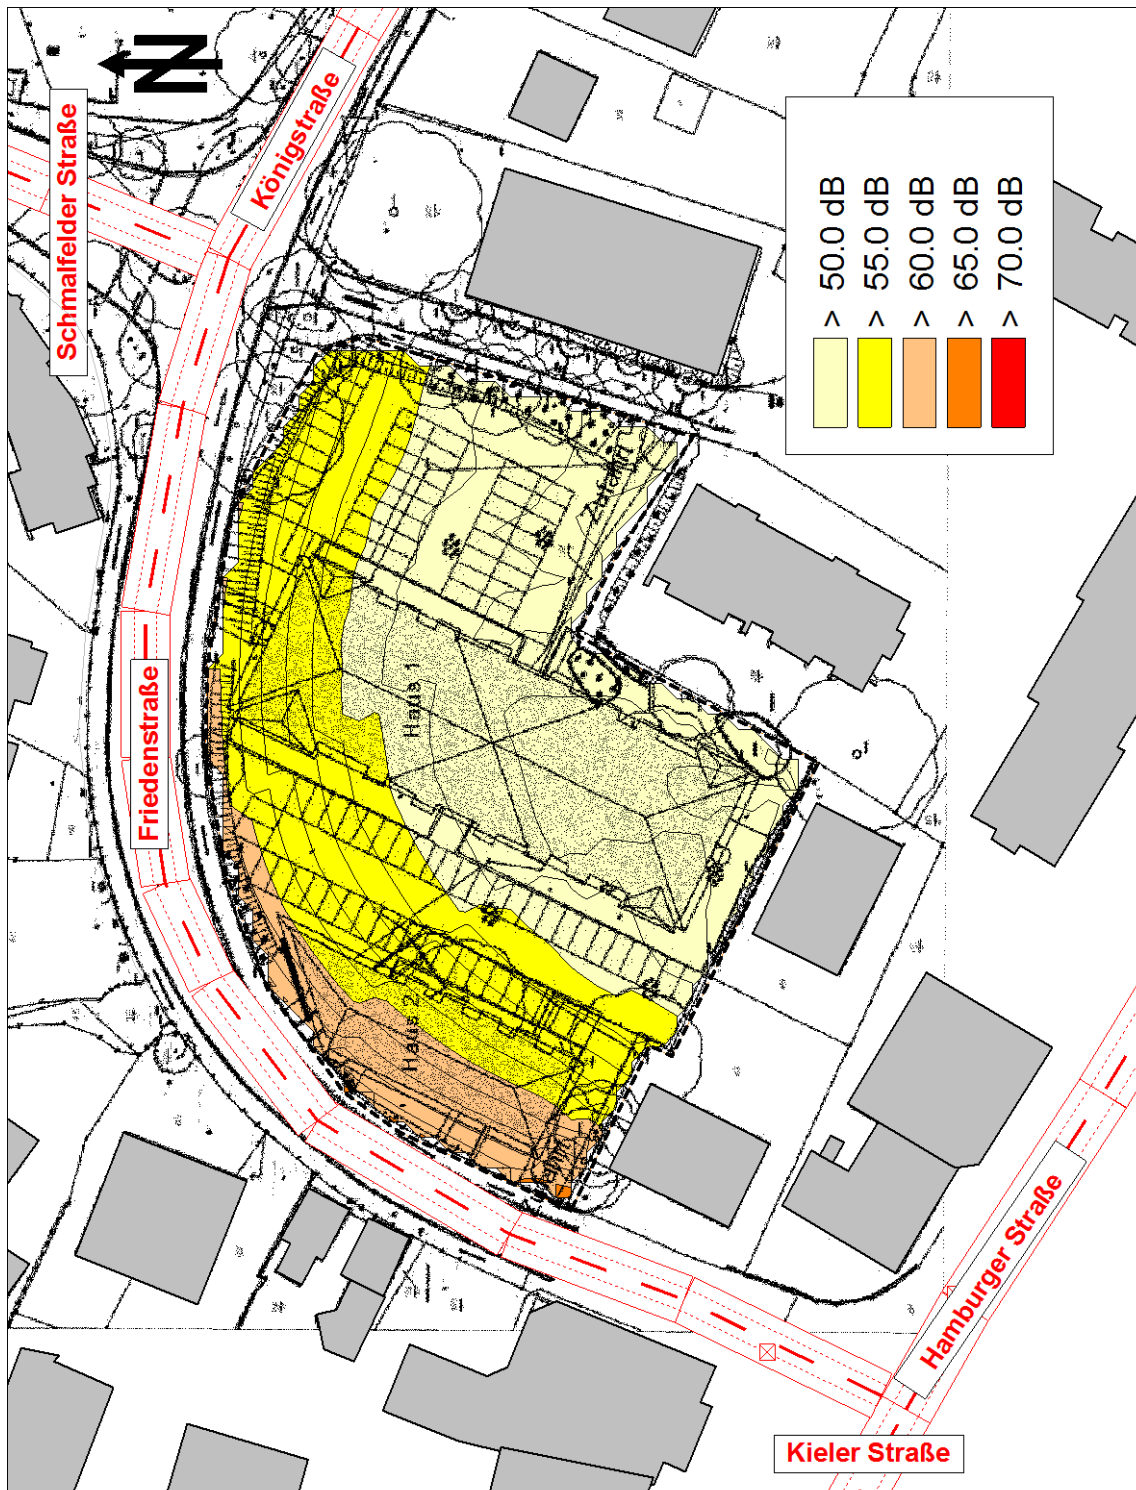 N
Schmalfelder Straße
Königstraße
Friedenstraße
> 50.0 dB
> 55.0 dB
> 60.0 dB
> 65.0 dB
> 70.0 dB
Zufahrt
Haus 1
Haus 2
Hamburger Straße
Kieler Straße